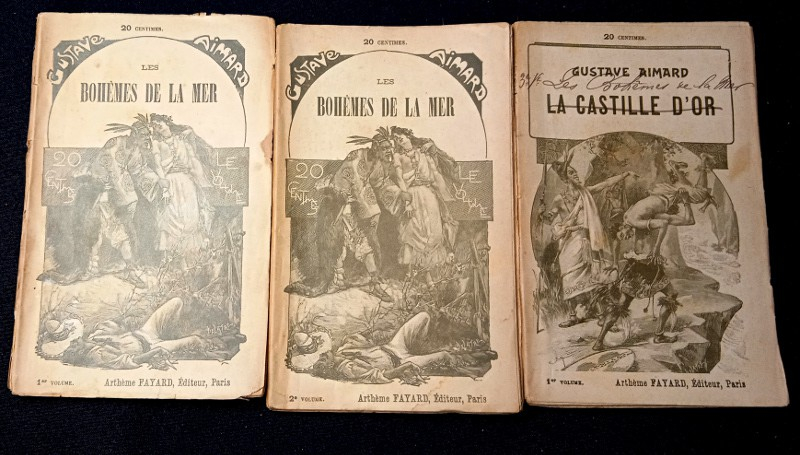 20 CENTIMES.
GUSTAVE AIMARD
LES
BOHÊMES DE LA MER
20 LE
CENTIMES VOLUME
1er VOLUME.
Arthème FAYARD, Éditeur, Paris
20 CENTIMES.
GUSTAVE AIMARD
LES
BOHÊMES DE LA MER
20 LE
CENTIMES VOLUME
2e VOLUME.
Arthème FAYARD, Éditeur, Paris
20 CENTIMES.
GUSTAVE AIMARD
Les Bohêmes de la Mer
LA CASTILLE D'OR
1er VOLUME.
Arthème FAYARD, Éditeur, Paris